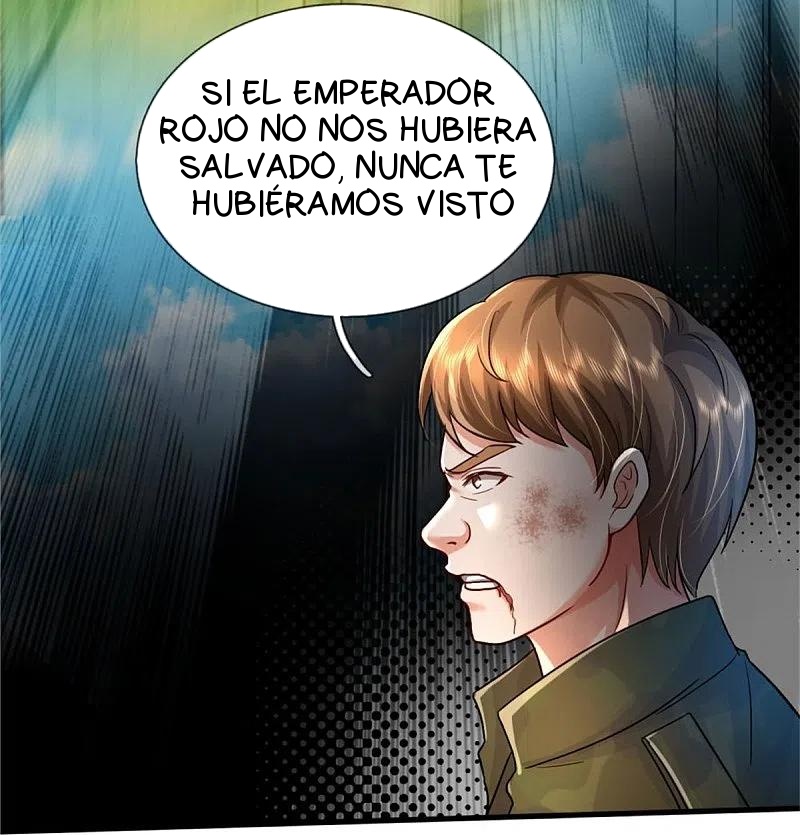 SI EL EMPERADOR
ROJO NO NOS HUBIERA
SALVADO, NUNCA TE
HUBIÉRAMOS VISTO